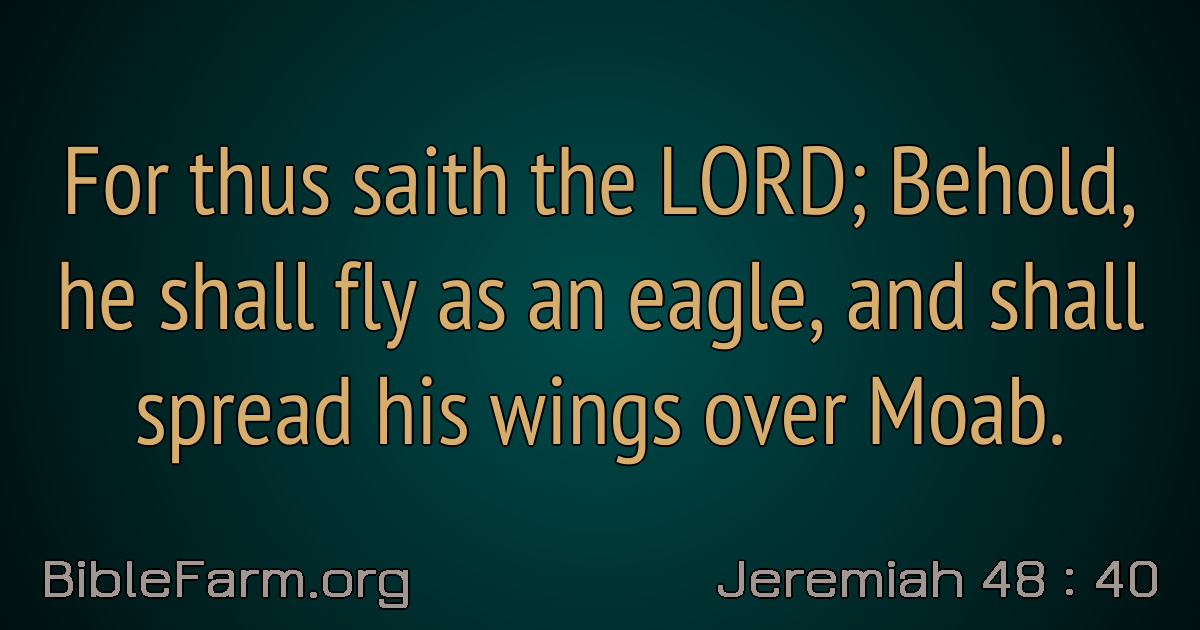 For thus saith the LORD; Behold,
he shall fly as an eagle, and shall
spread his wings over Moab.
BibleFarm.org
Jeremiah 48 : 40